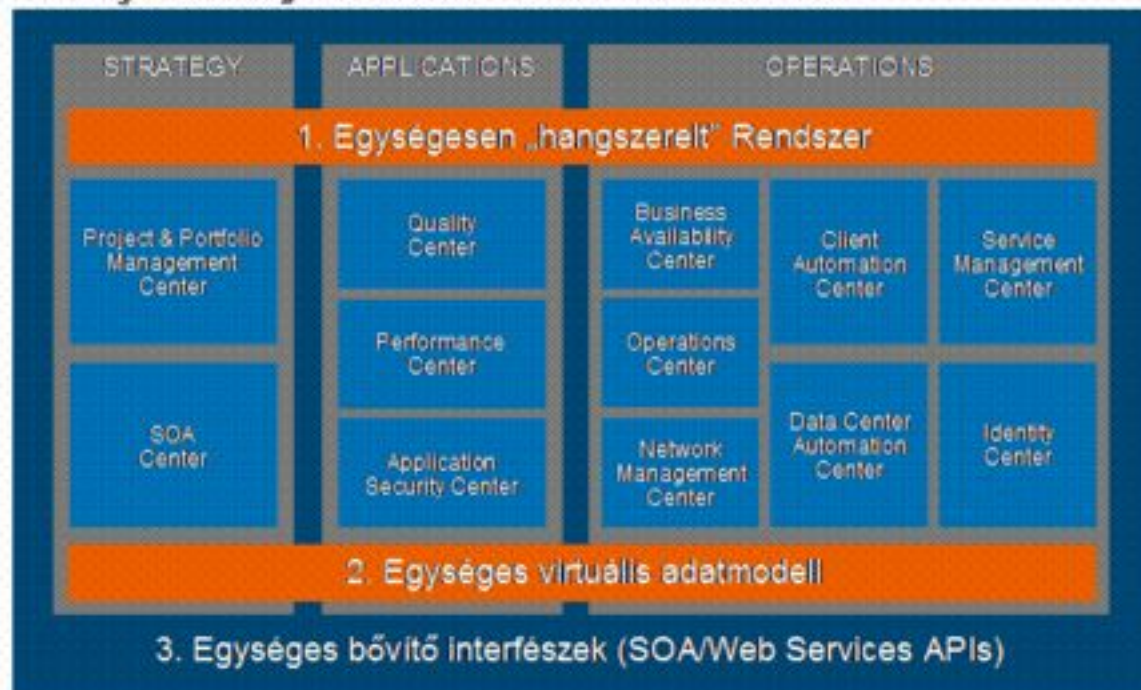 STRATEGY
APPLICATIONS
OPERATIONS
1. Egységesen „hangszerelt” Rendszer
Project & Portfolio
Management
Center
SOA
Center
Quality
Center
Performance
Center
Application
Security Center
Business
Availability
Center
Operations
Center
Network
Management
Center
Client
Automation
Center
Data Center
Automation
Center
Service
Management
Center
Identity
Center
2. Egységes virtuális adatmodell
3. Egységes bővítő interfészek (SOA/Web Services APIs)